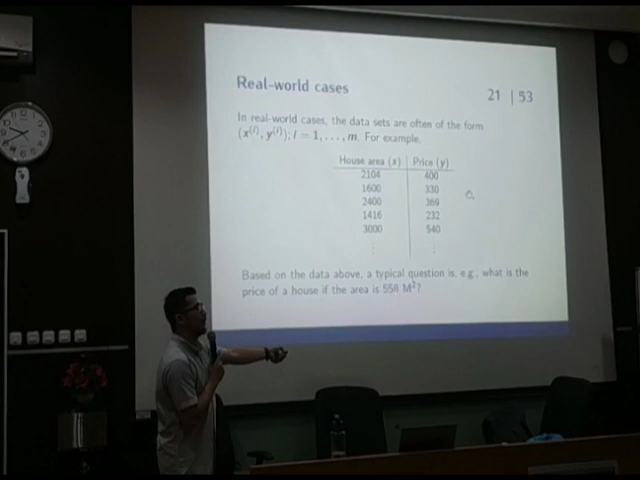 Real-world cases
21 | 53
In real-world cases, the data sets are often of the form
(x⁽ⁱ⁾, y⁽ⁱ⁾); i = 1, . . . , m. For example,
House area (x) Price (y)
2104 400
1600 330
2400 369
1416 232
3000 540
⋮ ⋮
Based on the data above, a typical question is, e.g., what is the
price of a house if the area is 558 M²?